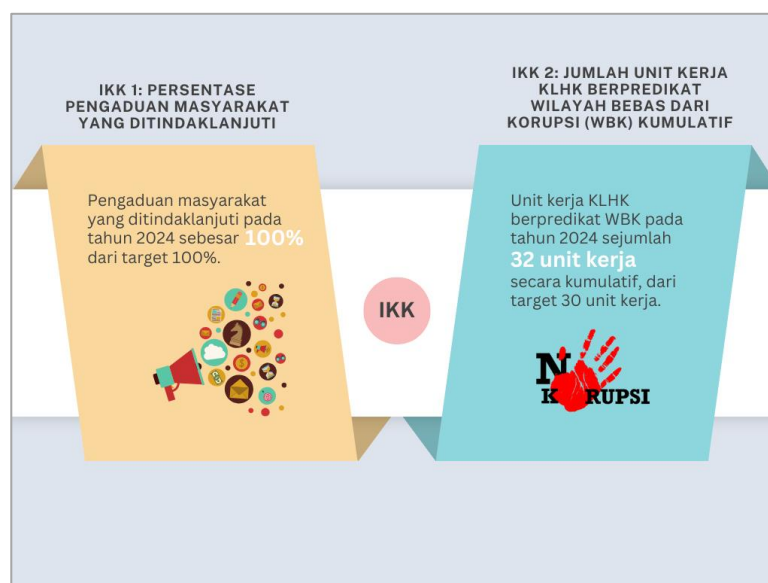 IKK 1: PERSENTASE
PENGADUAN MASYARAKAT
YANG DITINDAKLANJUTI
Pengaduan masyarakat
yang ditindaklanjuti pada
tahun 2024 sebesar 100%
dari target 100%.
IKK
IKK 2: JUMLAH UNIT KERJA
KLHK BERPREDIKAT
WILAYAH BEBAS DARI
KORUPSI (WBK) KUMULATIF
Unit kerja KLHK
berpredikat WBK pada
tahun 2024 sejumlah
32 unit kerja
secara kumulatif, dari
target 30 unit kerja.
N
K RUPSI